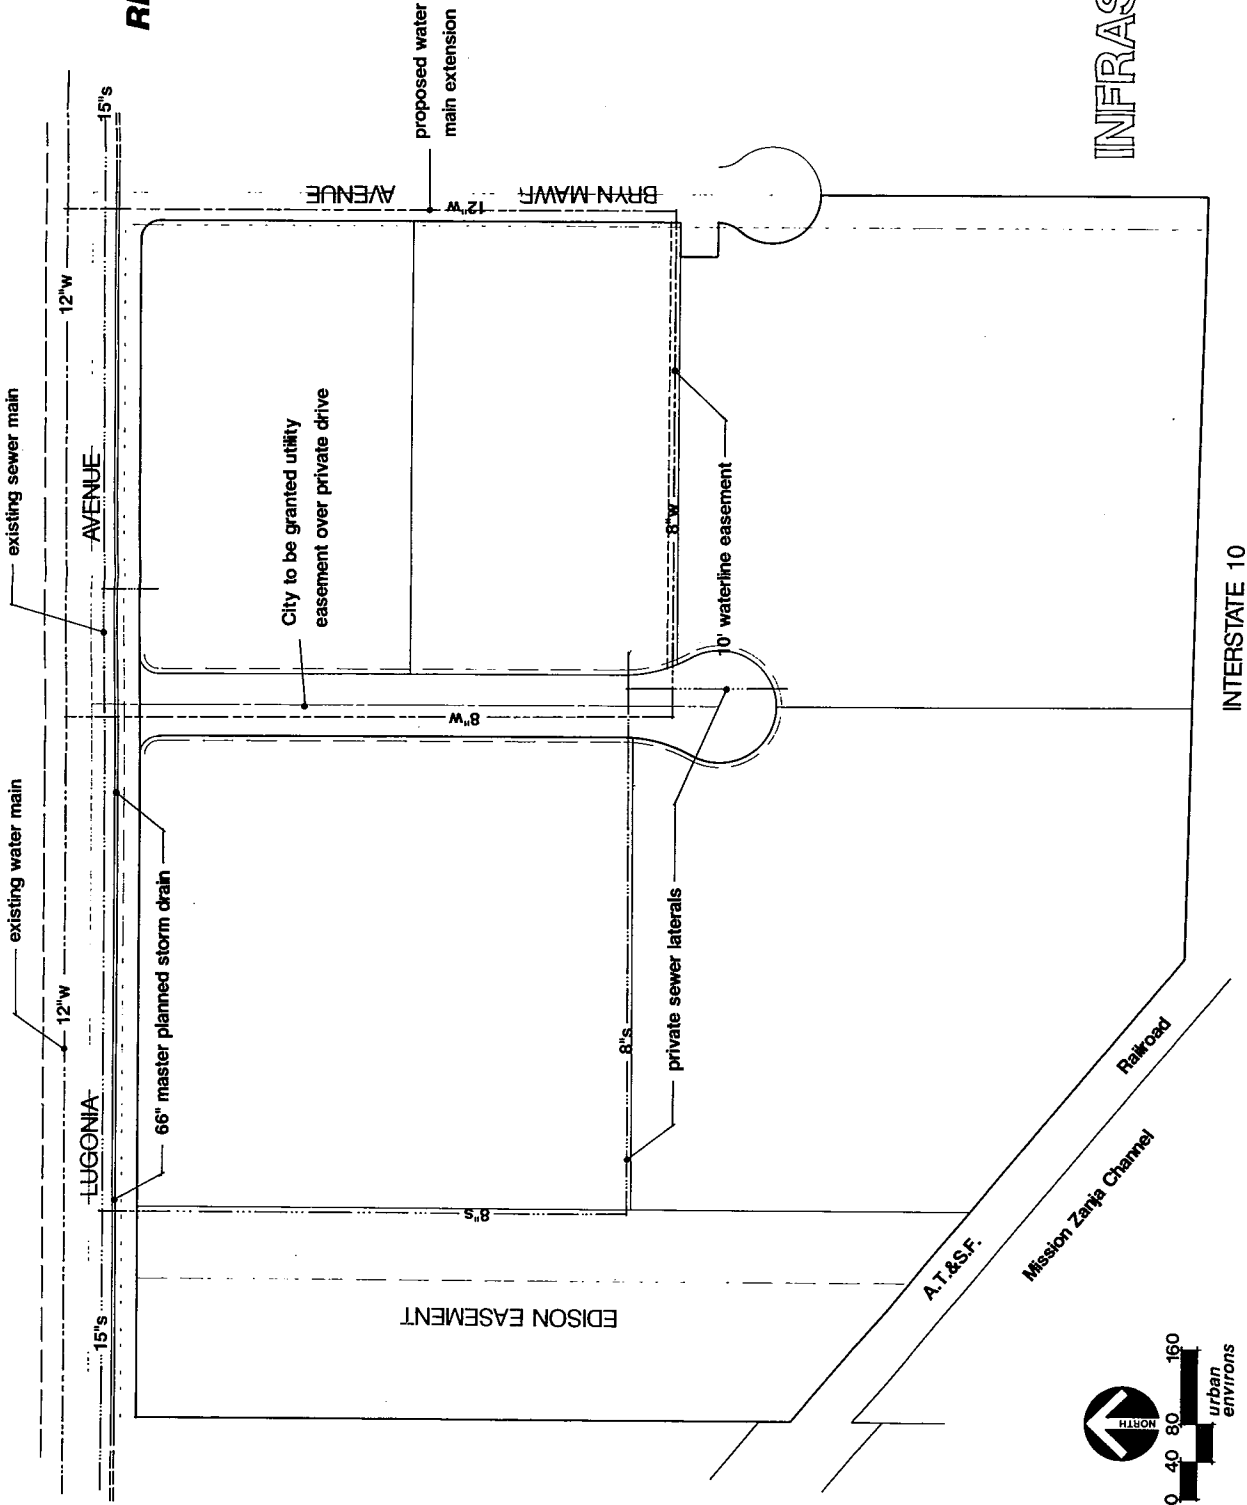 RE
INFRAS
existing water main
existing sewer main
12"w
12"w
15"s
15"s
LUGONIA
AVENUE
66" master planned storm drain
City to be granted utility
easement over private drive
proposed water
main extension
BRYN MAWR
AVENUE
12"w
8"w
8"w
10' waterline easement
8"s
8"s
private sewer laterals
EDISON EASEMENT
A.T.&S.F.
Railroad
Mission Zanja Channel
INTERSTATE 10
NORTH
0 40 80 160
urban
environs